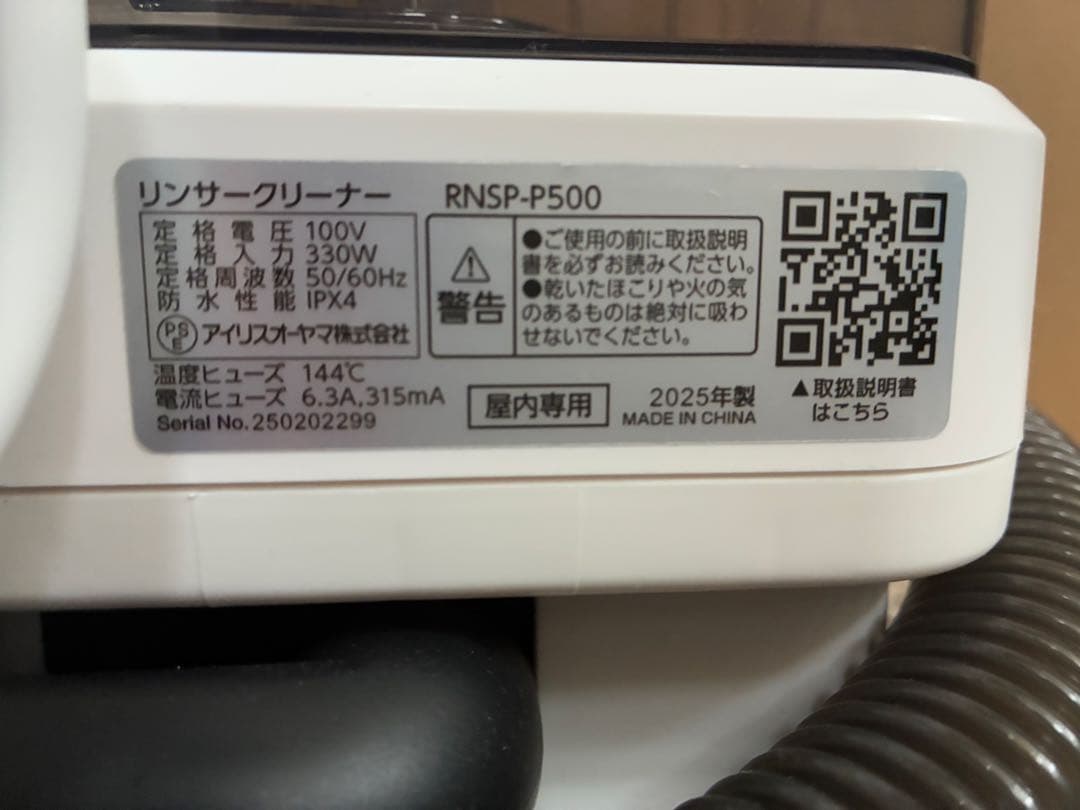 リンサークリーナー RNSP-P500
定格電圧 100V
定格入力 330W
定格周波数 50/60Hz
防水性能 IPX4
PSE アイリスオーヤマ株式会社
警告
●ご使用の前に取扱説明
書を必ずお読みください。
●乾いたほこりや火の気
のあるものは絶対に吸わ
せないでください。
温度ヒューズ 144℃
電流ヒューズ 6.3A,315mA
Serial No.250202299
屋内専用
2025年製
MADE IN CHINA
▲取扱説明書
はこちら